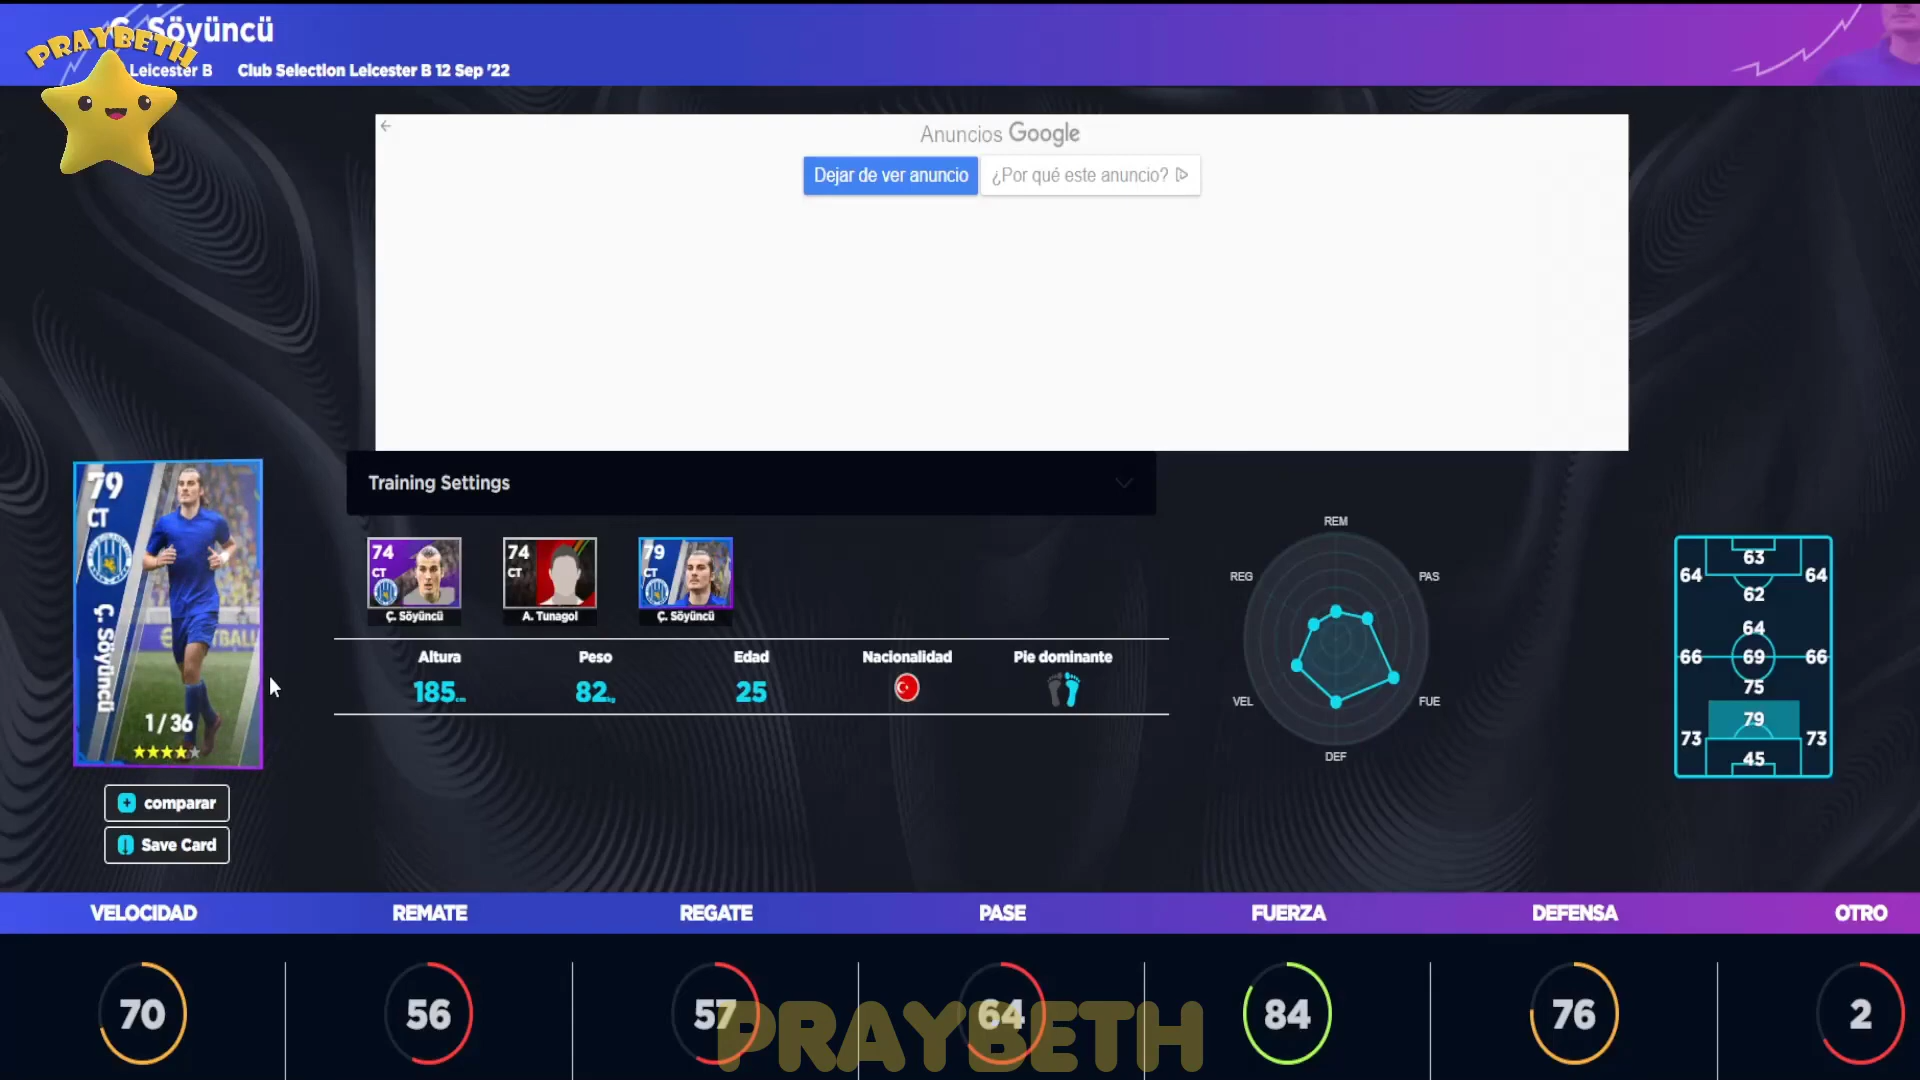 Ç. Söyüncü
PRAYBETH
Leicester B Club Selection Leicester B 12 Sep '22
Anuncios Google
Dejar de ver anuncio
¿Por qué este anuncio?
79
CT
Ç. Söyüncü
1 / 36
comparar
Save Card
Training Settings
74
CT
Ç. Söyüncü
74
CT
A. Tunagol
79
CT
Ç. Söyüncü
Altura Peso Edad Nacionalidad Pie dominante
185cm 82kg 25
REM
REG PAS
VEL FUE
DEF
63
64 64
62
64
66 69 66
75
79
73 73
45
VELOCIDAD REMATE REGATE PASE FUERZA DEFENSA OTRO
70 56 57 64 84 76 2
PRAYBETH